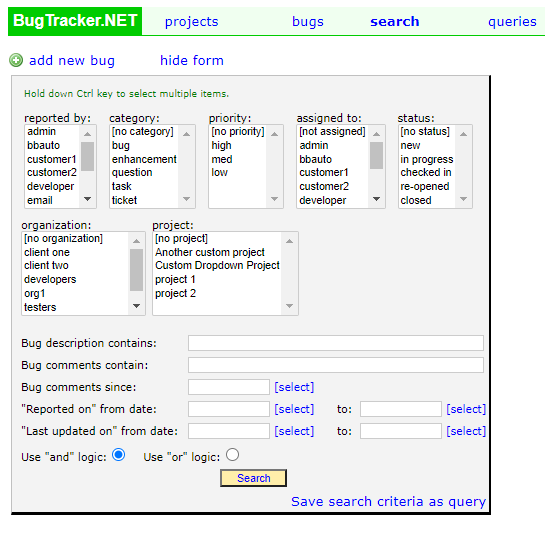 BugTracker.NET projects bugs search queries
add new bug hide form
Hold down Ctrl key to select multiple items.
reported by: category: priority: assigned to: status:
admin [no category] [no priority] [not assigned] [no status]
bbauto bug high admin new
customer1 enhancement med bbauto in progress
customer2 question low customer1 checked in
developer task customer2 re-opened
email ticket developer closed
organization: project:
[no organization] [no project]
client one Another custom project
client two Custom Dropdown Project
developers project 1
org1 project 2
testers
Bug description contains:
Bug comments contain:
Bug comments since: [select]
"Reported on" from date: [select] to: [select]
"Last updated on" from date: [select] to: [select]
Use "and" logic: Use "or" logic:
Search
Save search criteria as query